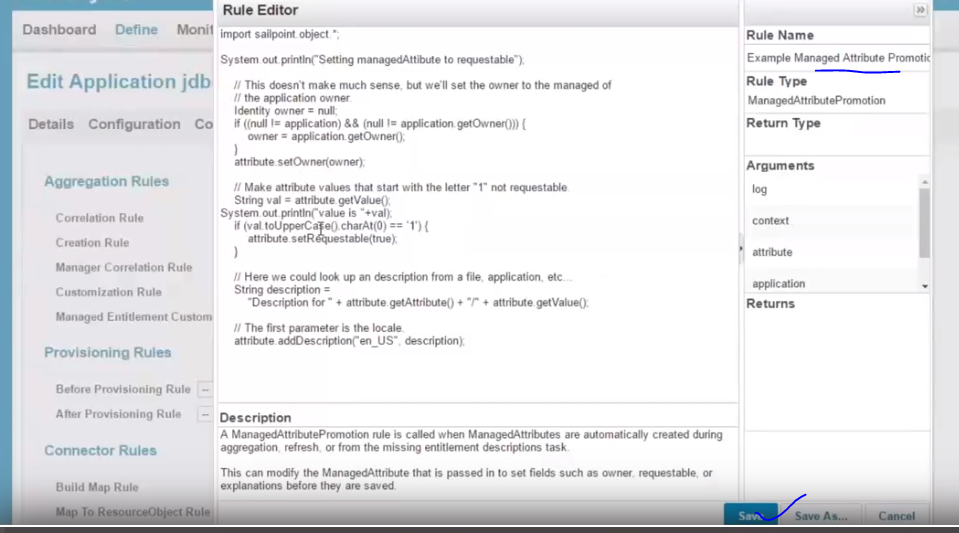 Rule Editor
import sailpoint.object.*;
System out.println("Setting managedAttibute to requestable");
// This doesn't make much sense, but we'll set the owner to the managed of
// the application owner.
Identity owner = null;
if ((null != application) && (null != application.getOwner())) {
owner = application.getOwner();
}
attribute.setOwner(owner);
// Make attribute values that start with the letter "1" not requestable.
String val = attribute.getValue();
System.out.println("value is "+val);
if (val.toUpperCase().charAt(0) == '1') {
attribute.setRequestable(true);
}
// Here we could look up an description from a file, application, etc...
String description =
"Description for " + attribute.getAttribute() + "/" + attribute.getValue();
// The first parameter is the locale.
attribute.addDescription("en_US", description);
Description
A ManagedAttributePromotion rule is called when ManagedAttributes are automatically created during
aggregation, refresh, or from the missing entitlement descriptions task.
This can modify the ManagedAttribute that is passed in to set fields such as owner, requestable, or
explanations before they are saved.
Rule Name
Example Managed Attribute Promotic
Rule Type
ManagedAttributePromotion
Return Type
Arguments
log
context
attribute
application
Returns
Save
Save As...
Cancel
Dashboard Define Monit
Edit Application jdb
Details Configuration Co
Aggregation Rules
Correlation Rule
Creation Rule
Manager Correlation Rule
Customization Rule
Managed Entitlement Custom
Provisioning Rules
Before Provisioning Rule --
After Provisioning Rule --
Connector Rules
Build Map Rule
Map To ResourceObject Rule